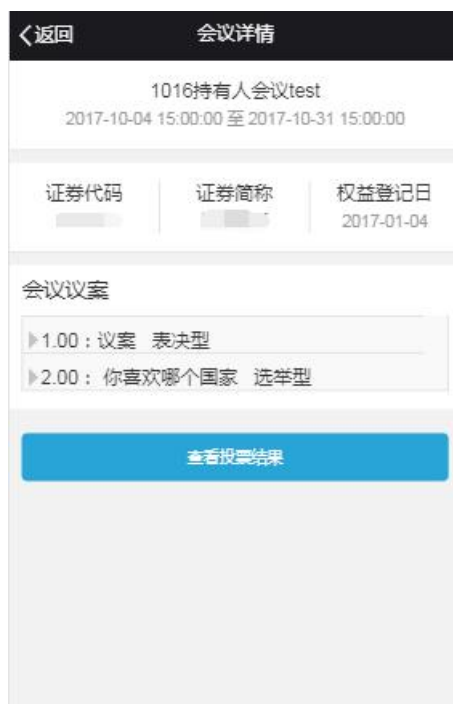 返回 会议详情
1016持有人会议test
2017-10-04 15:00:00 至 2017-10-31 15:00:00
证券代码 证券简称 权益登记日
2017-01-04
会议议案
1.00：议案 表决型
2.00： 你喜欢哪个国家 选举型
查看投票结果